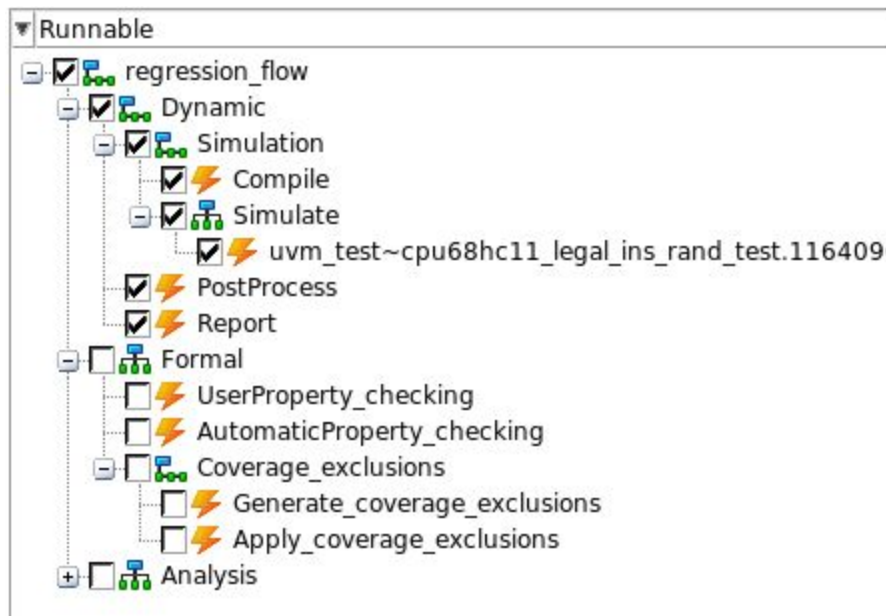 Runnable
regression_flow
Dynamic
Simulation
Compile
Simulate
uvm_test~cpu68hc11_legal_ins_rand_test.116409
PostProcess
Report
Formal
UserProperty_checking
AutomaticProperty_checking
Coverage_exclusions
Generate_coverage_exclusions
Apply_coverage_exclusions
Analysis